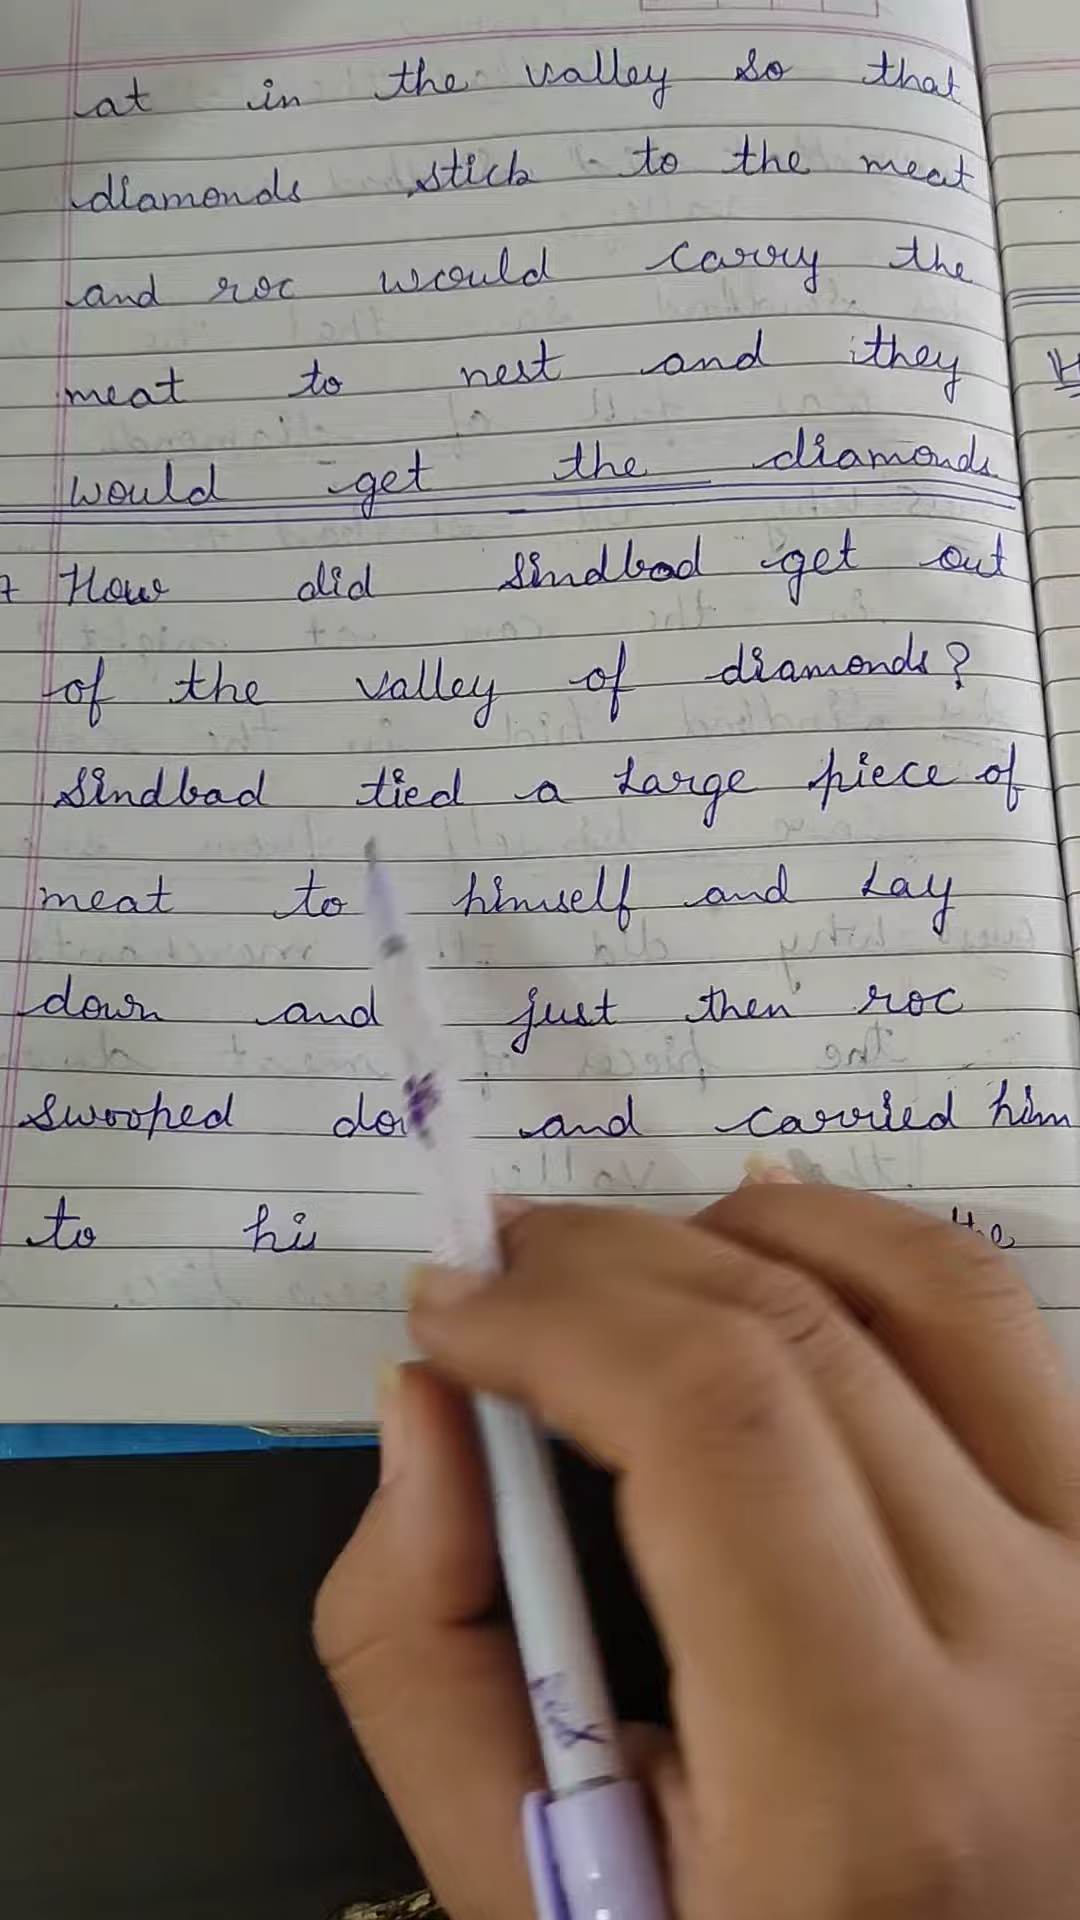 at in the valley so that
diamonds stick to the meat
and roc would carry the
meat to nest and they
would get the diamonds
7 How did Sindbad get out
of the valley of diamonds?
Sindbad tied a Large piece of
meat to himself and Lay
down and just then roc
swooped and carried him
to his the